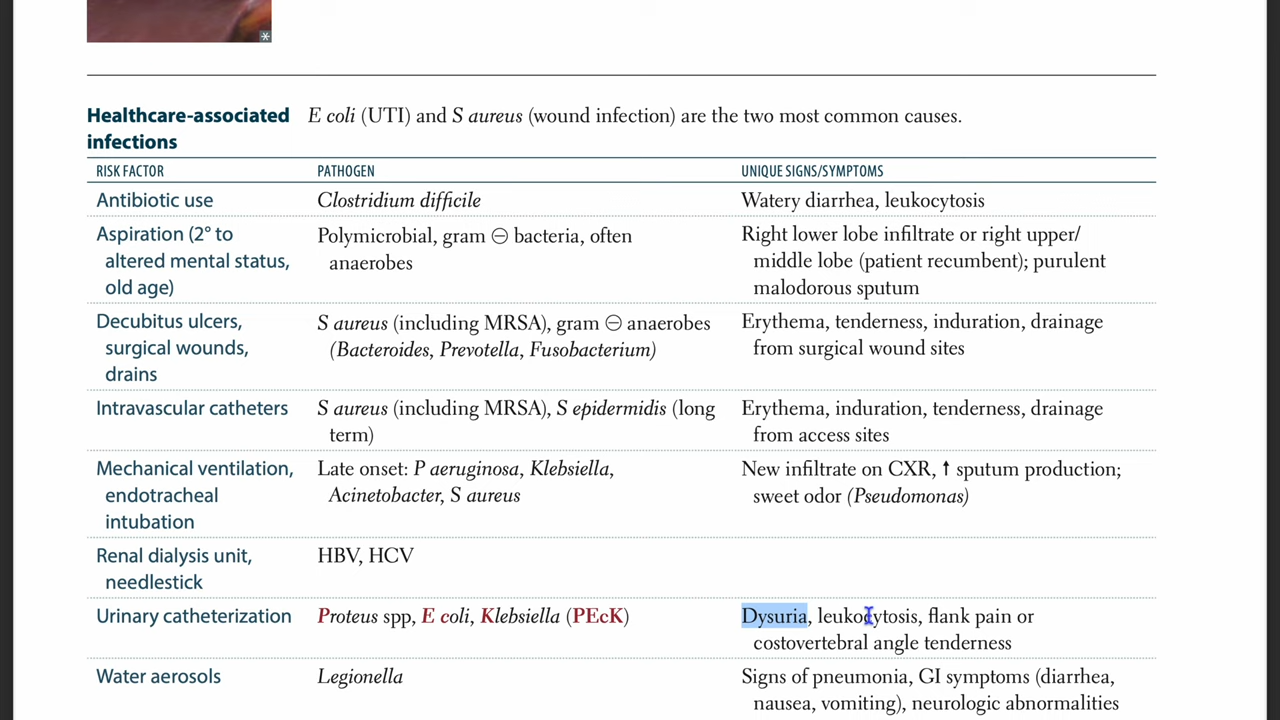 Healthcare-associated infections
E coli (UTI) and S aureus (wound infection) are the two most common causes.
RISK FACTOR PATHOGEN UNIQUE SIGNS/SYMPTOMS
Antibiotic use
Clostridium difficile
Watery diarrhea, leukocytosis
Aspiration (2° to
altered mental status,
old age)
Polymicrobial, gram ⊖ bacteria, often
anaerobes
Right lower lobe infiltrate or right upper/
middle lobe (patient recumbent); purulent
malodorous sputum
Decubitus ulcers,
surgical wounds,
drains
S aureus (including MRSA), gram ⊖ anaerobes
(Bacteroides, Prevotella, Fusobacterium)
Erythema, tenderness, induration, drainage
from surgical wound sites
Intravascular catheters
S aureus (including MRSA), S epidermidis (long
term)
Erythema, induration, tenderness, drainage
from access sites
Mechanical ventilation,
endotracheal
intubation
Late onset: P aeruginosa, Klebsiella,
Acinetobacter, S aureus
New infiltrate on CXR, ↑ sputum production;
sweet odor (Pseudomonas)
Renal dialysis unit,
needlestick
HBV, HCV
Urinary catheterization
Proteus spp, E coli, Klebsiella (PEcK)
Dysuria, leukocytosis, flank pain or
costovertebral angle tenderness
Water aerosols
Legionella
Signs of pneumonia, GI symptoms (diarrhea,
nausea, vomiting), neurologic abnormalities